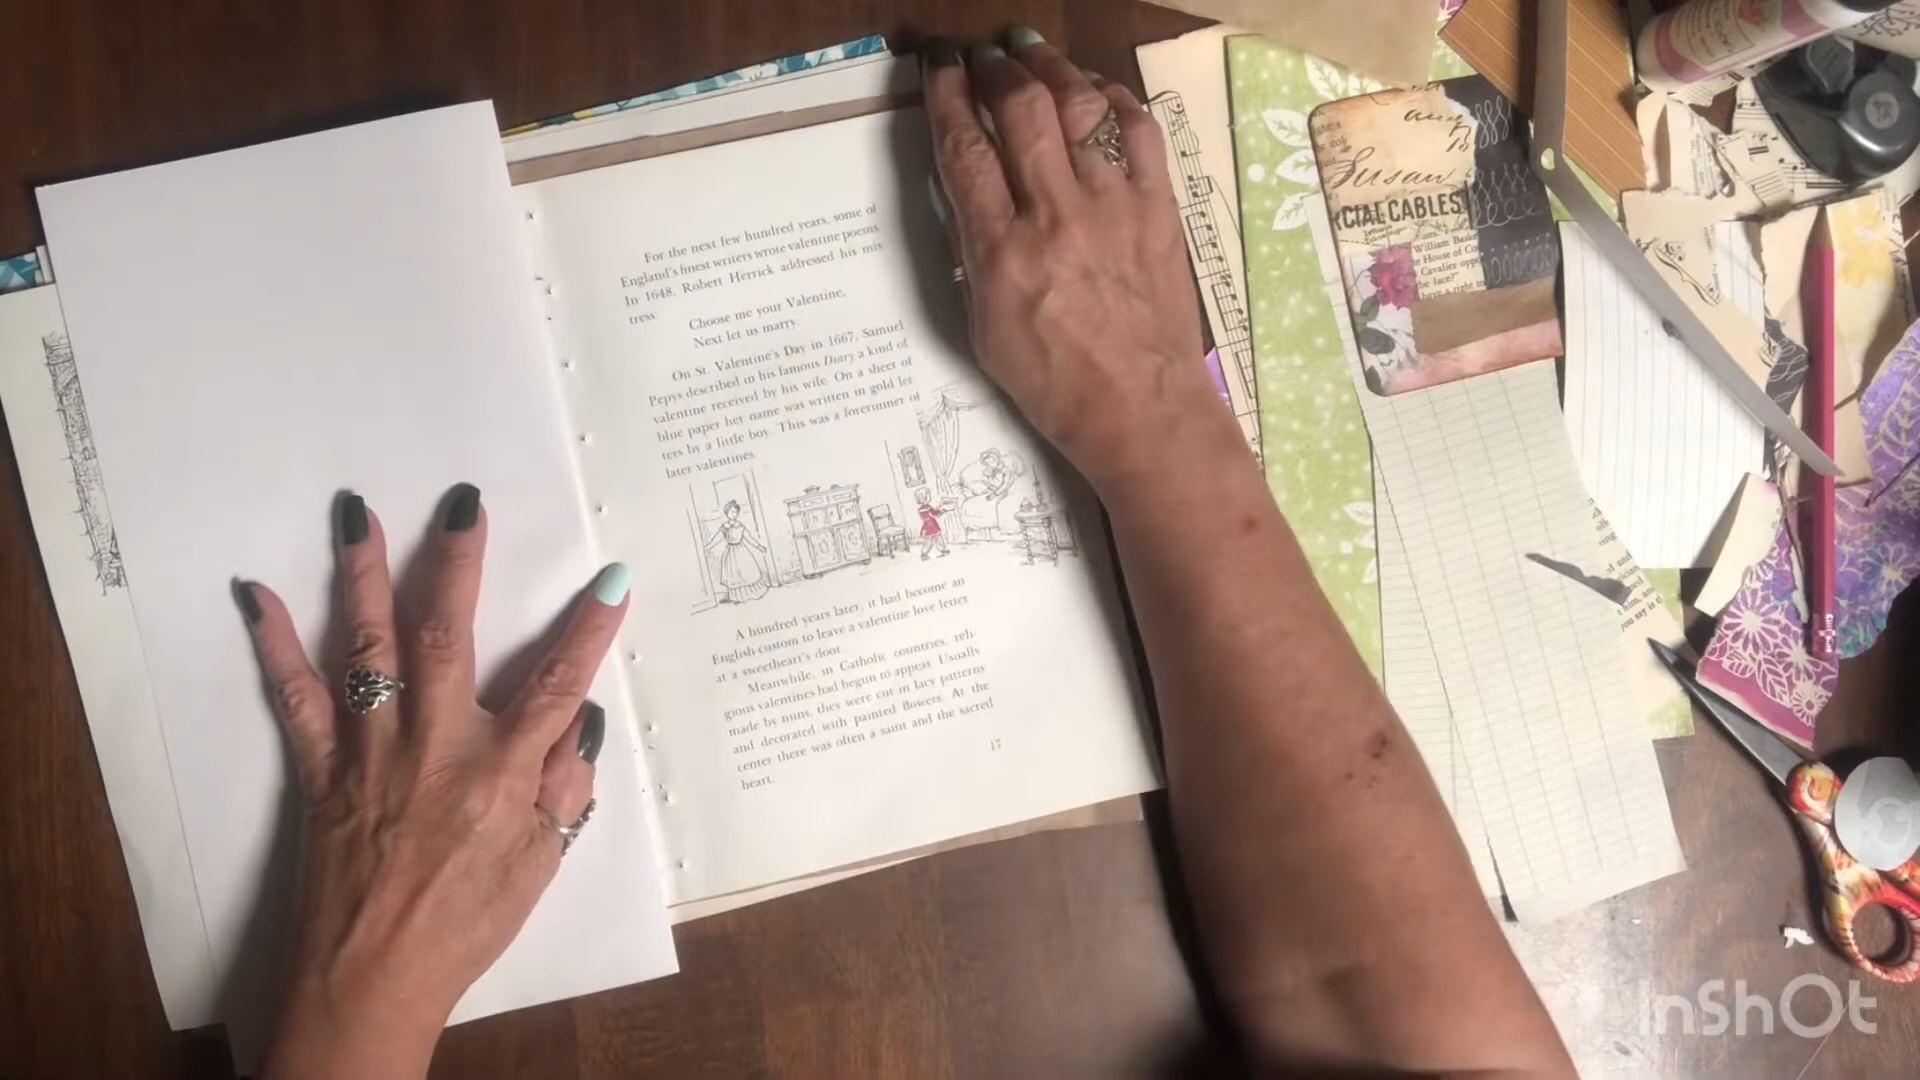 For the next few hundred years, some of
England's finest writers wrote valentine poems.
In 1648, Robert Herrick addressed his mis
tress
Choose me your Valentine,
Next let us marry.
On St. Valentine's Day in 1667, Samuel
Pepys described in his famous Diary a kind of
valentine received by his wife. On a sheet of
blue paper her name was written in gold let-
ters by a little boy. This was a forerunner of
later valentines.
A hundred years later, it had become an
English custom to leave a valentine love letter
at a sweetheart's door.
Meanwhile, in Catholic countries, reli-
gious valentines had begun to appear. Usually
made by nuns, they were cut in lacy patterns
and decorated with painted flowers. At the
center there was often a saint and the sacred
heart.
17
Susan
RCIAL CABLES
William
House of Co
Cavalier
the lace?"
have a right to
InShOt